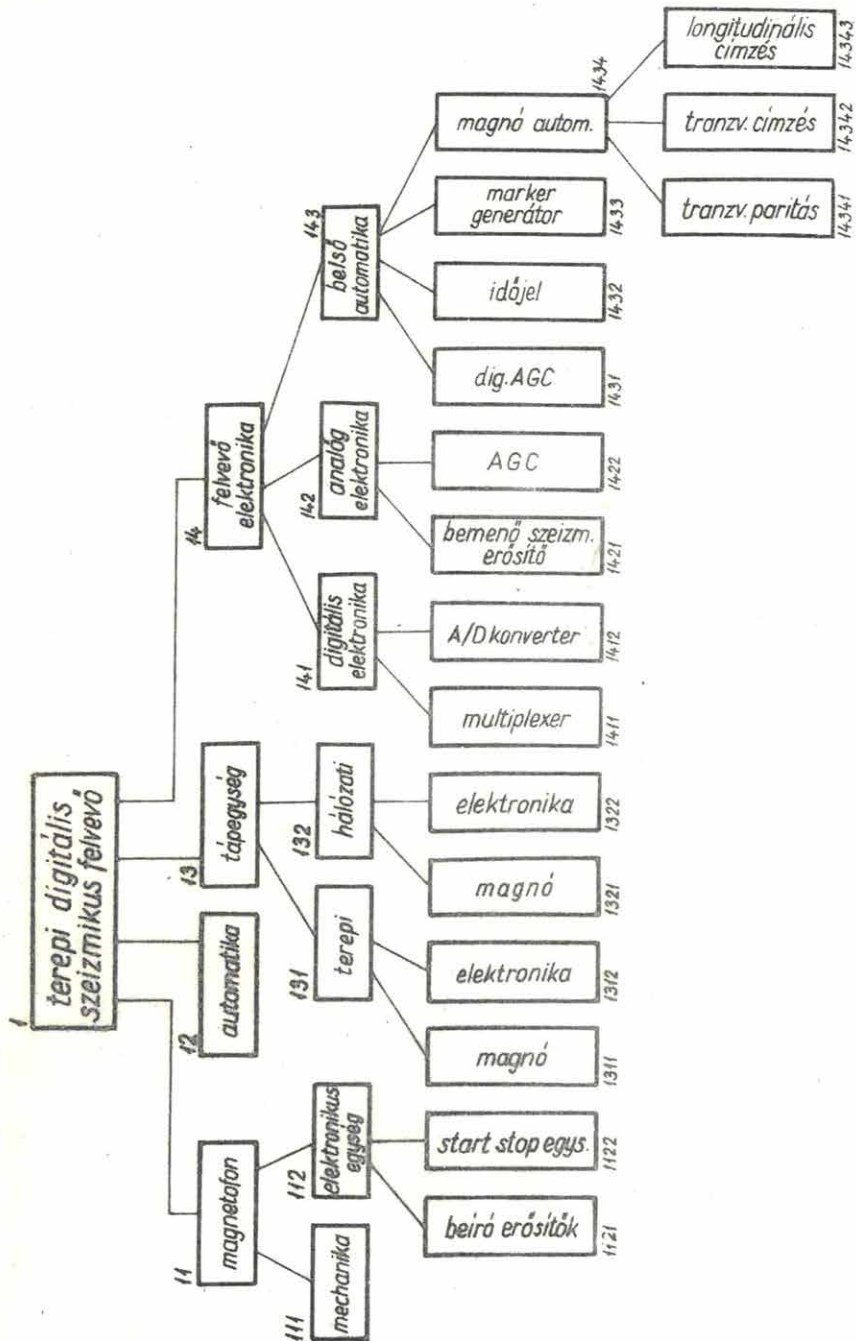 1
terepi digitális
szeizmikus felvevő
11
magnetofon
12
automatika
13
tápegység
14
felvevő
elektronika
111
mechanika
112
elektronikus
egység
131
terepi
132
hálózati
141
digitális
elektronika
142
analóg
elektronika
143
belső
automatika
beíró erősítők
1121
start stop egys.
1122
magnó
1311
elektronika
1312
magnó
1321
elektronika
1322
multiplexer
1411
A/D konverter
1412
bemenő szeizm.
erősítő
1421
AGC
1422
dig. AGC
1431
időjel
1432
marker
generátor
1433
magnó autom.
1434
tranzv. paritás
14341
tranzv. címzés
14342
longitudinális
címzés
14343